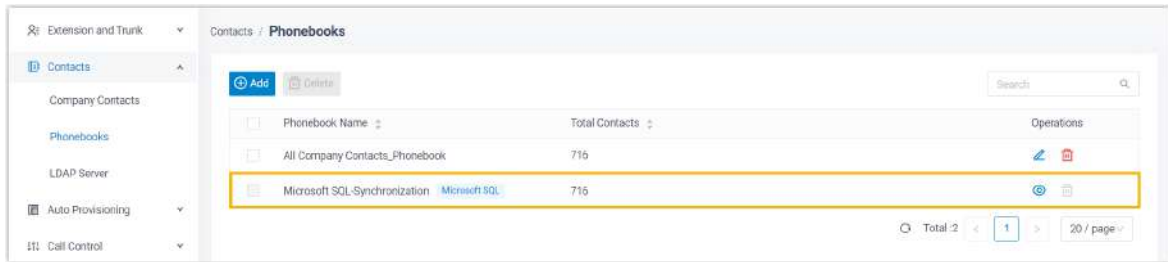 Extension and Trunk
Contacts
Company Contacts
Phonebooks
LDAP Server
Auto Provisioning
Call Control
Contacts / Phonebooks
Add Delete
Search
Phonebook Name Total Contacts Operations
All Company Contacts_Phonebook 716
Microsoft SQL-Synchronization Microsoft SQL 716
Total :2 < 1 > 20 / page